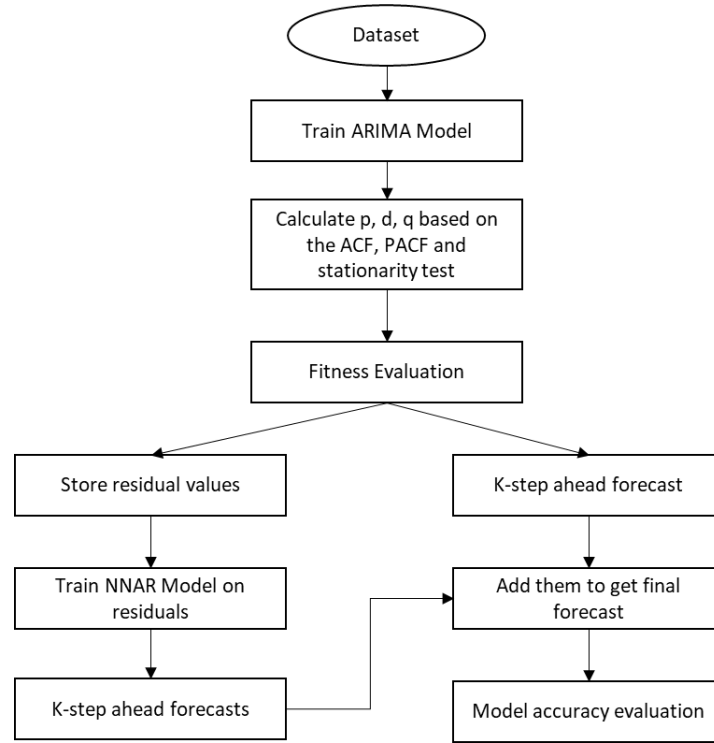 Dataset
Train ARIMA Model
Calculate p, d, q based on
the ACF, PACF and
stationarity test
Fitness Evaluation
Store residual values
K-step ahead forecast
Train NNAR Model on
residuals
Add them to get final
forecast
K-step ahead forecasts
Model accuracy evaluation